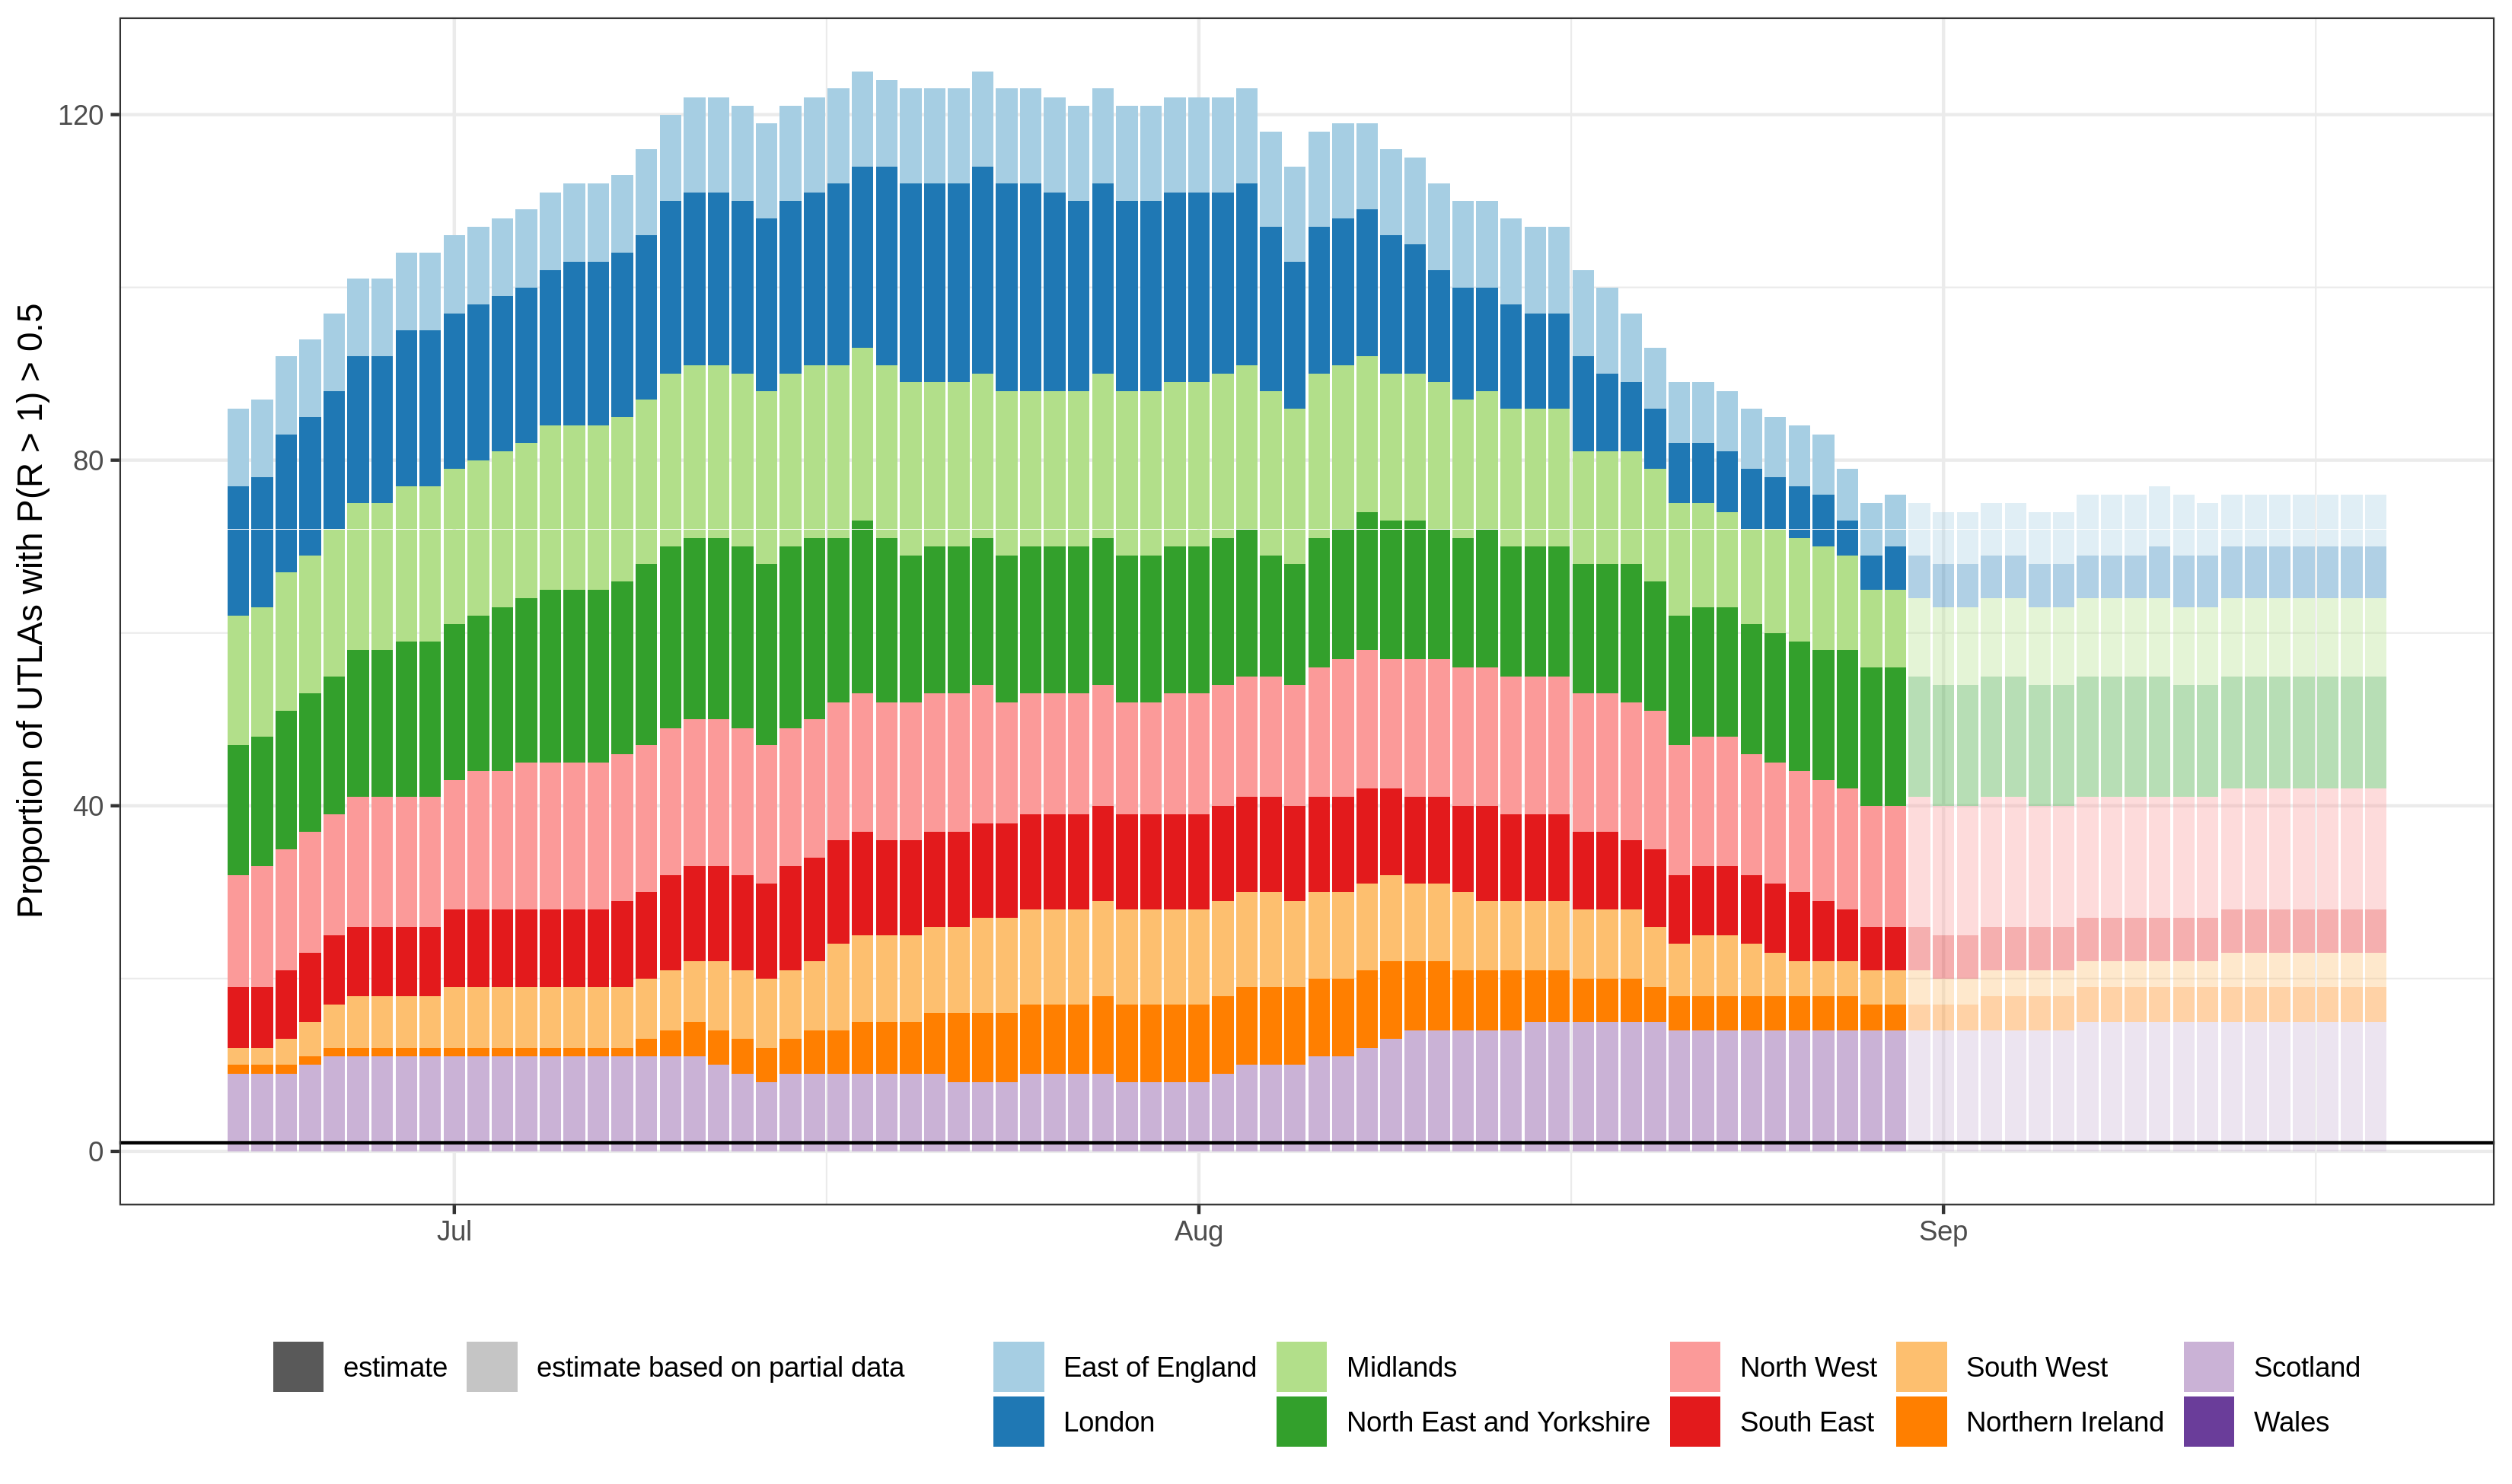 Proportion of UTLAs with P(R > 1) > 0.5
120
80
40
0
Jul Aug Sep
estimate estimate based on partial data East of England Midlands North West South West Scotland
London North East and Yorkshire South East Northern Ireland Wales